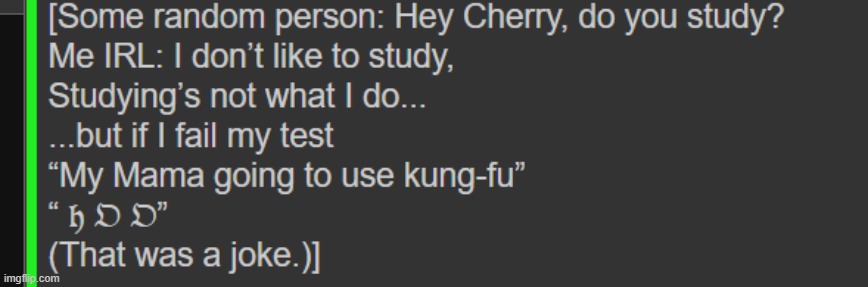 [Some random person: Hey Cherry, do you study?
Me IRL: I don’t like to study,
Studying’s not what I do...
...but if I fail my test
“My Mama going to use kung-fu”
“ 𝔥 𝔒 𝔒”
(That was a joke.)]
imgflip.com